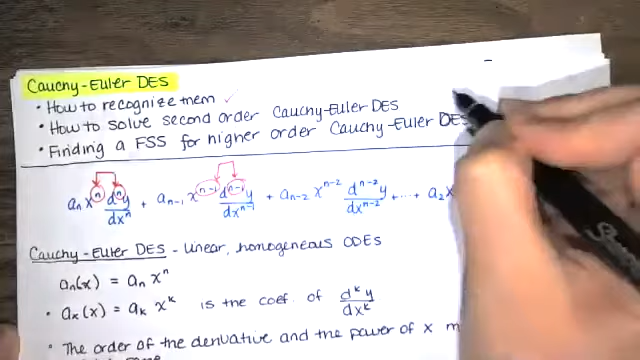 Cauchy-Euler DES
• How to recognize them ✓
• How to solve second order Cauchy-Euler DES
• Finding a FSS for higher order Cauchy-Euler DES
aₙ xⁿ dⁿy/dxⁿ + aₙ₋₁ xⁿ⁻¹ dⁿ⁻¹y/dxⁿ⁻¹ + aₙ₋₂ xⁿ⁻² dⁿ⁻²y/dxⁿ⁻² + ... + a₂x
Cauchy-Euler DES - linear, homogeneous ODES
aₙ(x) = aₙ xⁿ
• aₖ(x) = aₖ xᵏ is the coef. of dᵏy/dxᵏ
• The order of the derivative and the power of x